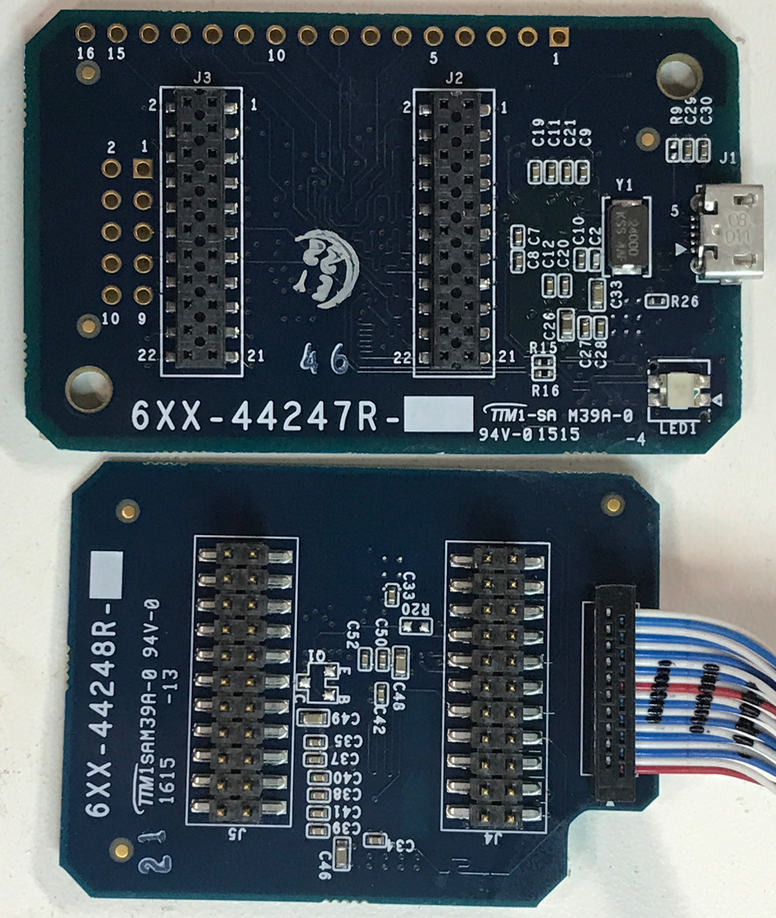 16 15 10 5 1
J3
J2
2 1
2 1
R9
C29
C30
C19
C11
C21
C9
2 1
J1
Y1
5
24000
KSS
C7
C8
C12
C20
C10
C2
C33
C26
C27
C28
R26
10 9
R15
R16
22 21
22 21
46
6XX-44247R-
TTM1-SA M39A-0
94V-0 1515
-4
LED1
6XX-44248R-
TTM1SAM39A-0 94V-0
1615
-13
21
C33
R20
C52
C50
C48
C42
Q1
E
B
C
C49
C35
C37
C40
C38
C41
C39
C46
C34
J5
J4